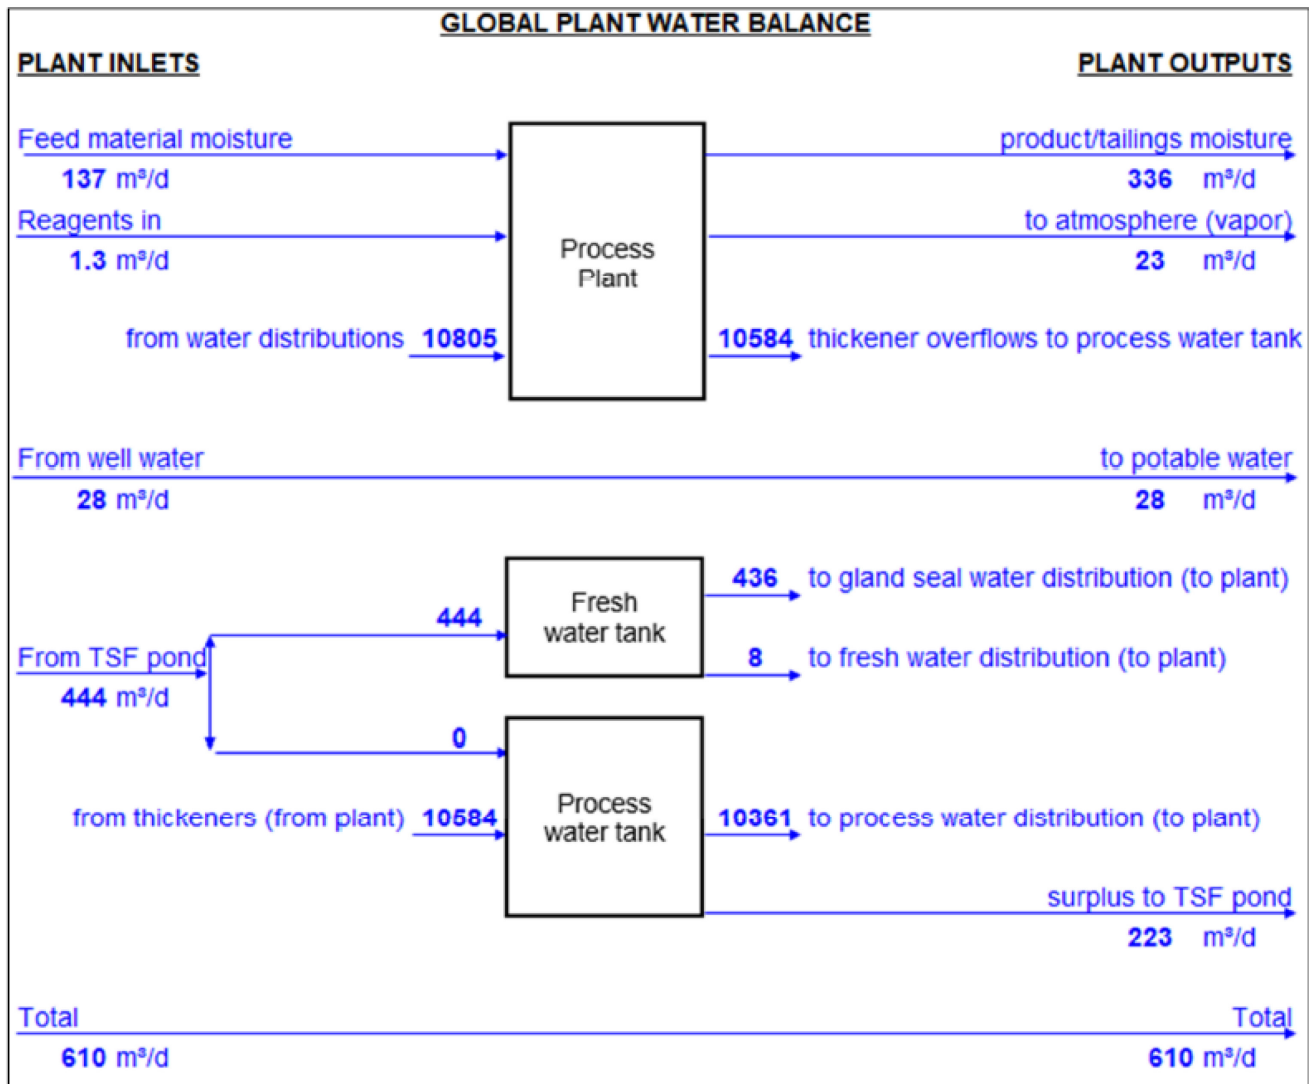 GLOBAL PLANT WATER BALANCE
PLANT INLETS PLANT OUTPUTS
Feed material moisture product/tailings moisture
137 m³/d 336 m³/d
Reagents in to atmosphere (vapor)
1.3 m³/d 23 m³/d
Process
Plant
from water distributions 10805 10584 thickener overflows to process water tank
From well water to potable water
28 m³/d 28 m³/d
436 to gland seal water distribution (to plant)
444 Fresh
water tank
From TSF pond 8 to fresh water distribution (to plant)
444 m³/d
0
from thickeners (from plant) 10584 Process
water tank 10361 to process water distribution (to plant)
surplus to TSF pond
223 m³/d
Total Total
610 m³/d 610 m³/d